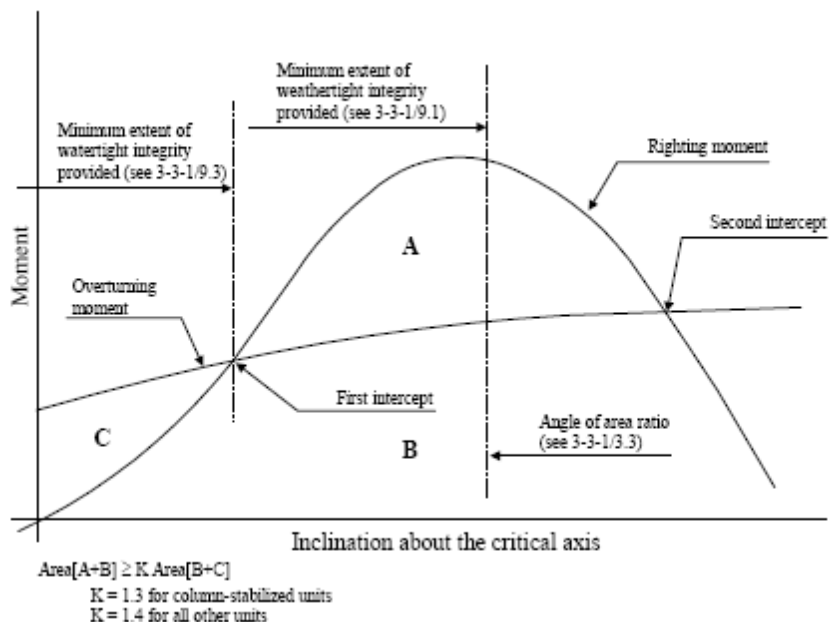 Minimum extent of
weathertight integrity
provided (see 3-3-1/9.1)
Minimum extent of
watertight integrity
provided (see 3-3-1/9.3)
Righting moment
Second intercept
A
Moment
Overturning
moment
First intercept
C
B
Angle of area ratio
(see 3-3-1/3.3)
Inclination about the critical axis
Area[A+B] ≥ K.Area[B+C]
K = 1.3 for column-stabilized units
K = 1.4 for all other units